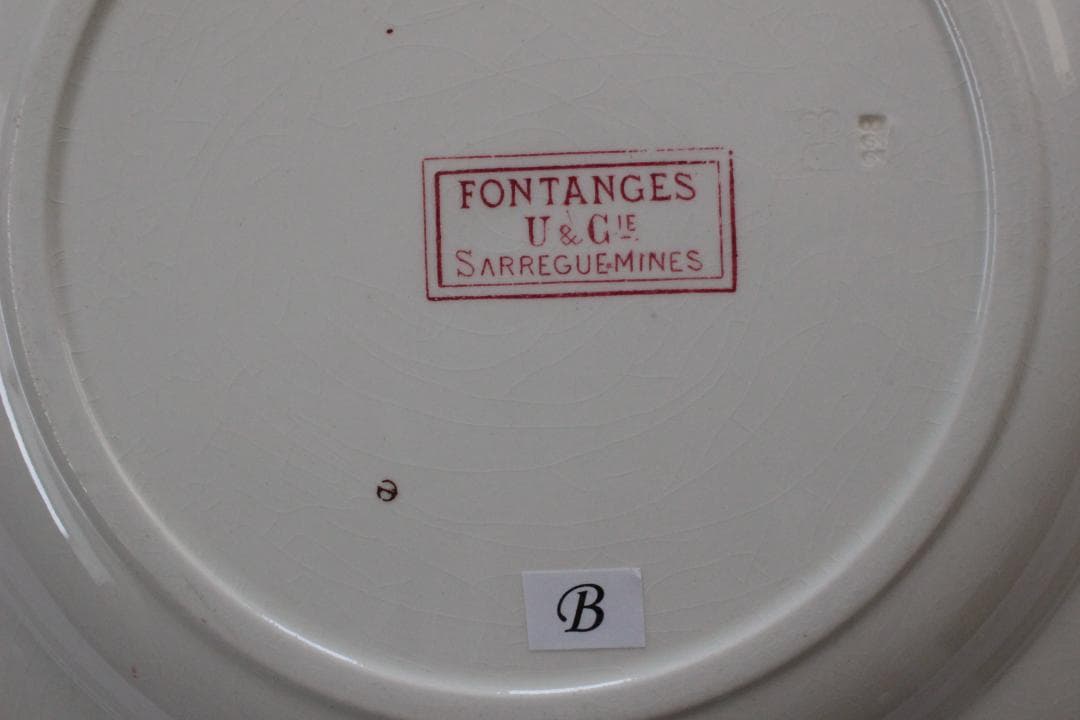 FONTANGES
U & CIE
SARREGUEMINES
B